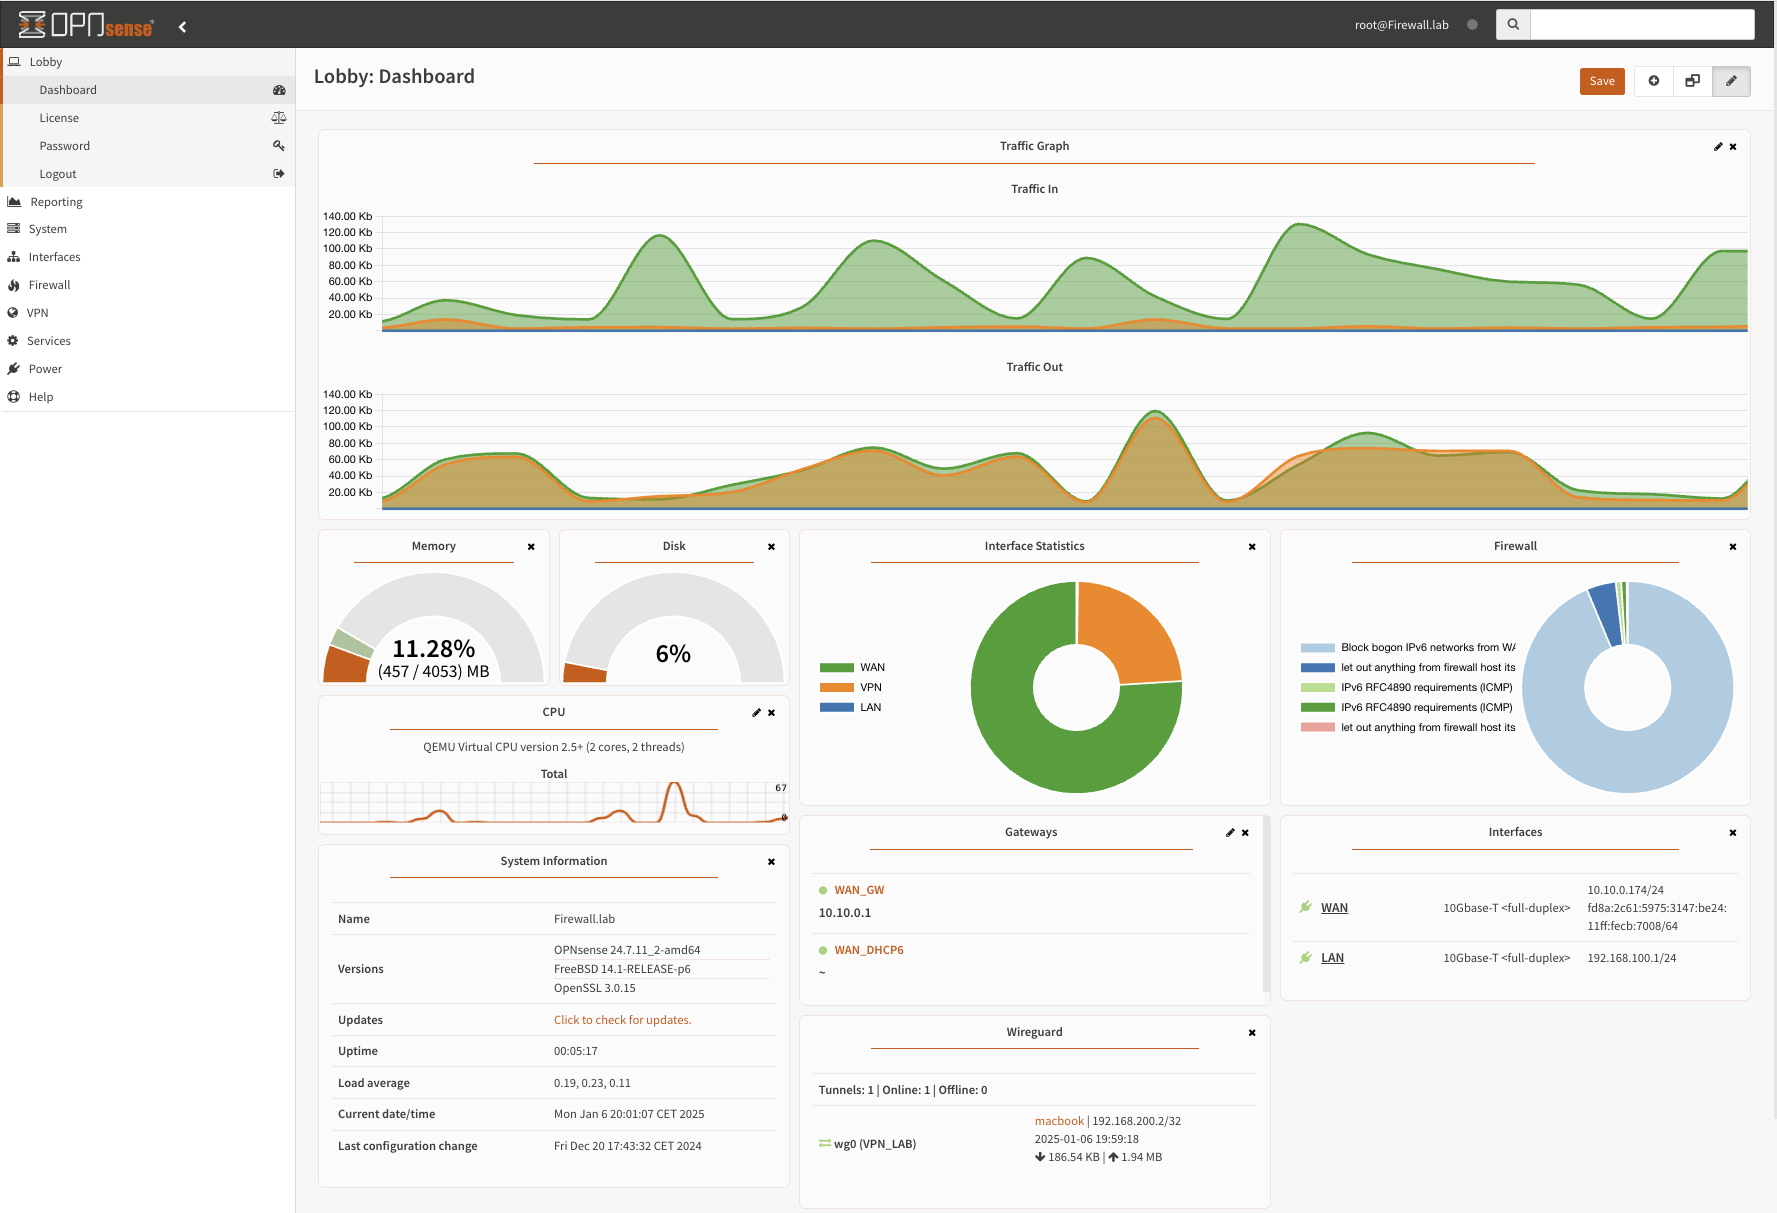 OPNsense
root@Firewall.lab
Lobby
Dashboard
License
Password
Logout
Reporting
System
Interfaces
Firewall
VPN
Services
Power
Help
Lobby: Dashboard
Save
Traffic Graph
Traffic In
140.00 Kb
120.00 Kb
100.00 Kb
80.00 Kb
60.00 Kb
40.00 Kb
20.00 Kb
Traffic Out
140.00 Kb
120.00 Kb
100.00 Kb
80.00 Kb
60.00 Kb
40.00 Kb
20.00 Kb
Memory
11.28%
(457 / 4053) MB
Disk
6%
Interface Statistics
WAN
VPN
LAN
Firewall
Block bogon IPv6 networks from WA
let out anything from firewall host its
IPv6 RFC4890 requirements (ICMP)
IPv6 RFC4890 requirements (ICMP)
let out anything from firewall host its
CPU
QEMU Virtual CPU version 2.5+ (2 cores, 2 threads)
Total
67
0
System Information
Name Firewall.lab
Versions
OPNsense 24.7.11_2-amd64
FreeBSD 14.1-RELEASE-p6
OpenSSL 3.0.15
Updates Click to check for updates.
Uptime 00:05:17
Load average 0.19, 0.23, 0.11
Current date/time Mon Jan 6 20:01:07 CET 2025
Last configuration change Fri Dec 20 17:43:32 CET 2024
Gateways
WAN_GW
10.10.0.1
WAN_DHCP6
~
Interfaces
WAN 10Gbase-T <full-duplex>
10.10.0.174/24
fd8a:2c61:5975:3147:be24:
11ff:fecb:7008/64
LAN 10Gbase-T <full-duplex> 192.168.100.1/24
Wireguard
Tunnels: 1 | Online: 1 | Offline: 0
wg0 (VPN_LAB)
macbook | 192.168.200.2/32
2025-01-06 19:59:18
186.54 KB | 1.94 MB